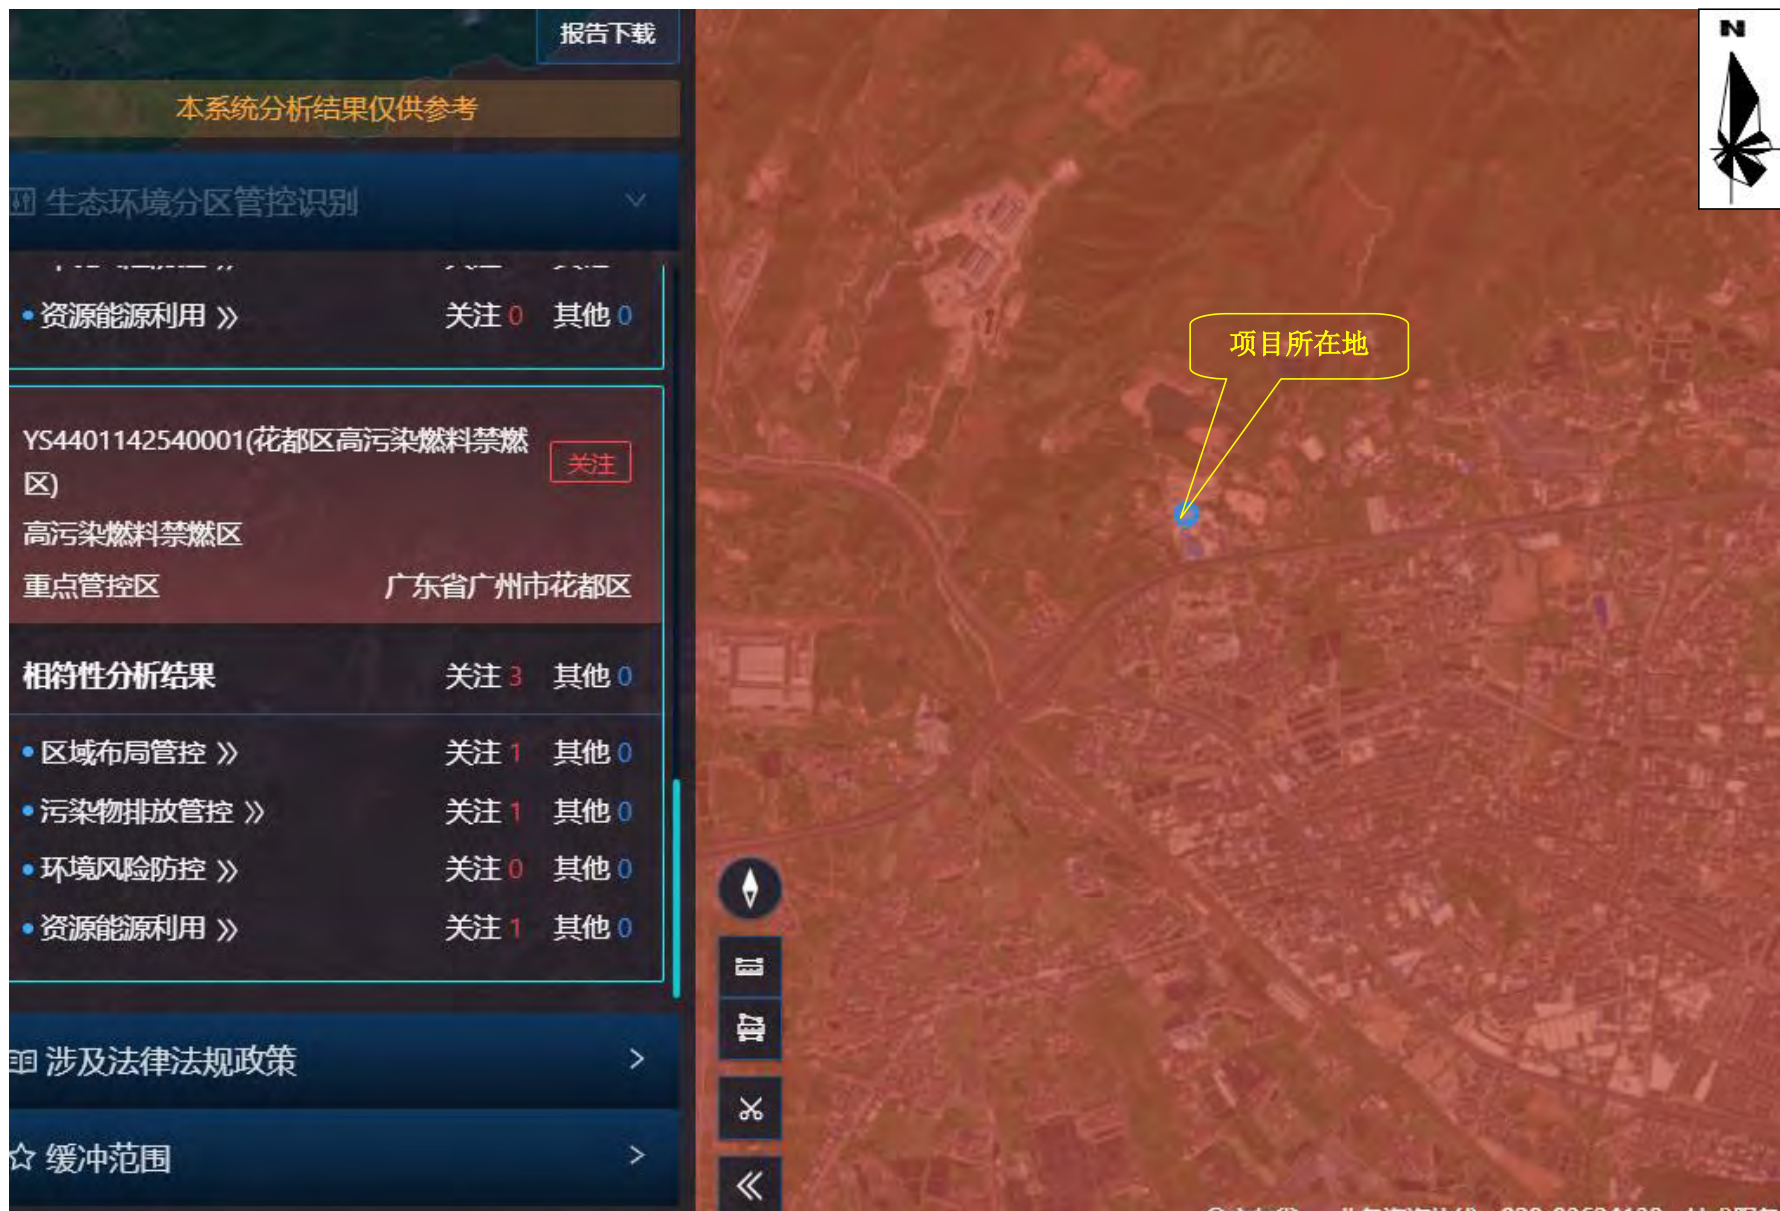 报告下载
本系统分析结果仅供参考
生态环境分区管控识别
资源能源利用 》 关注 0 其他 0
YS4401142540001(花都区高污染燃料禁燃
区)
关注
高污染燃料禁燃区
重点管控区 广东省广州市花都区
相符性分析结果 关注 3 其他 0
区域布局管控 》 关注 1 其他 0
污染物排放管控 》 关注 1 其他 0
环境风险防控 》 关注 0 其他 0
资源能源利用 》 关注 1 其他 0
涉及法律法规政策
缓冲范围
N
项目所在地